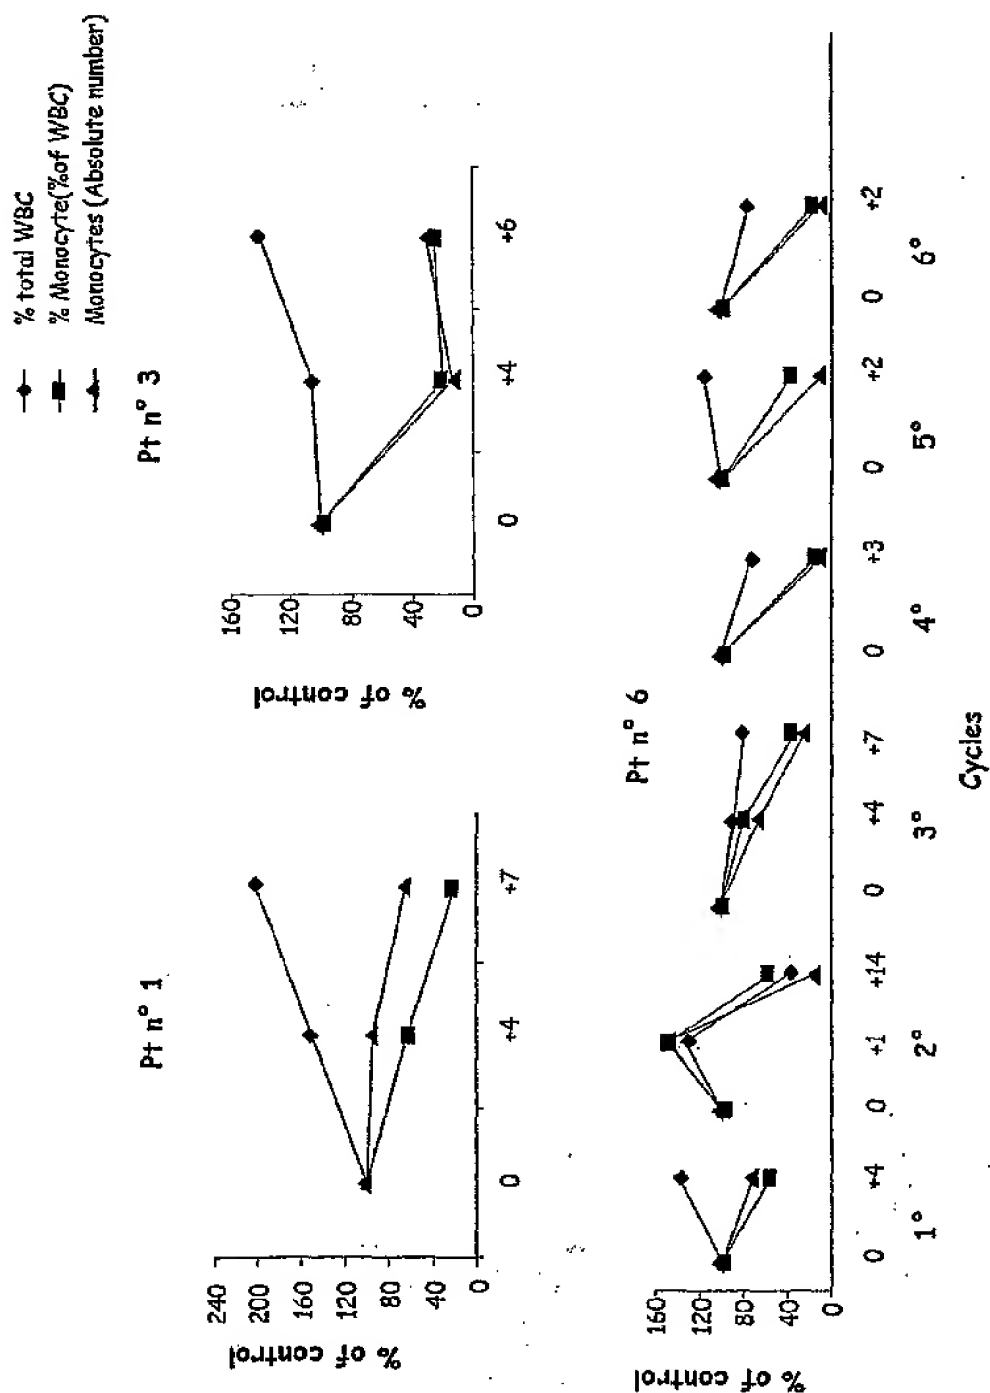 % total WBC
% Monocyte(%of WBC)
Monocytes (Absolute number)
Pt n° 1
% of control
240
200
160
120
80
40
0
0
+4
+7
Pt n° 3
% of control
160
120
80
40
0
0
+4
+6
Pt n° 6
% of control
160
120
80
40
0
0 +4 0 +1 +14 0 +4 +7 0 +3 0 +2 0 +2
1° 2° 3° 4° 5° 6°
Cycles